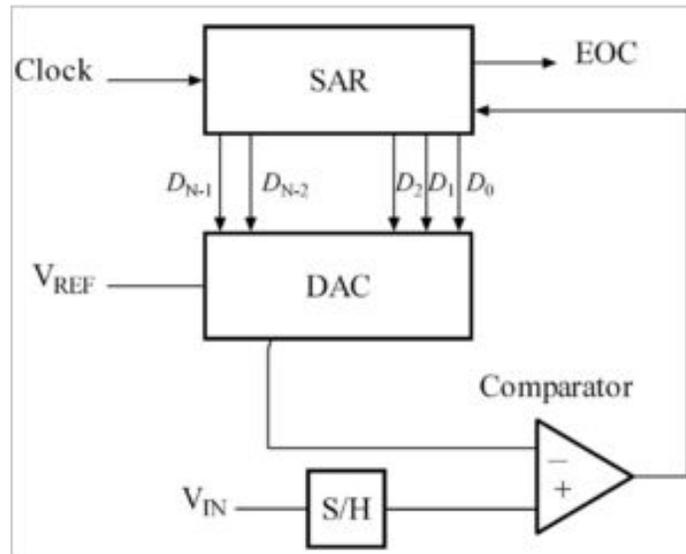 Clock
SAR
EOC
D_N-1
D_N-2
D_2
D_1
D_0
V_REF
DAC
Comparator
−
+
V_IN
S/H